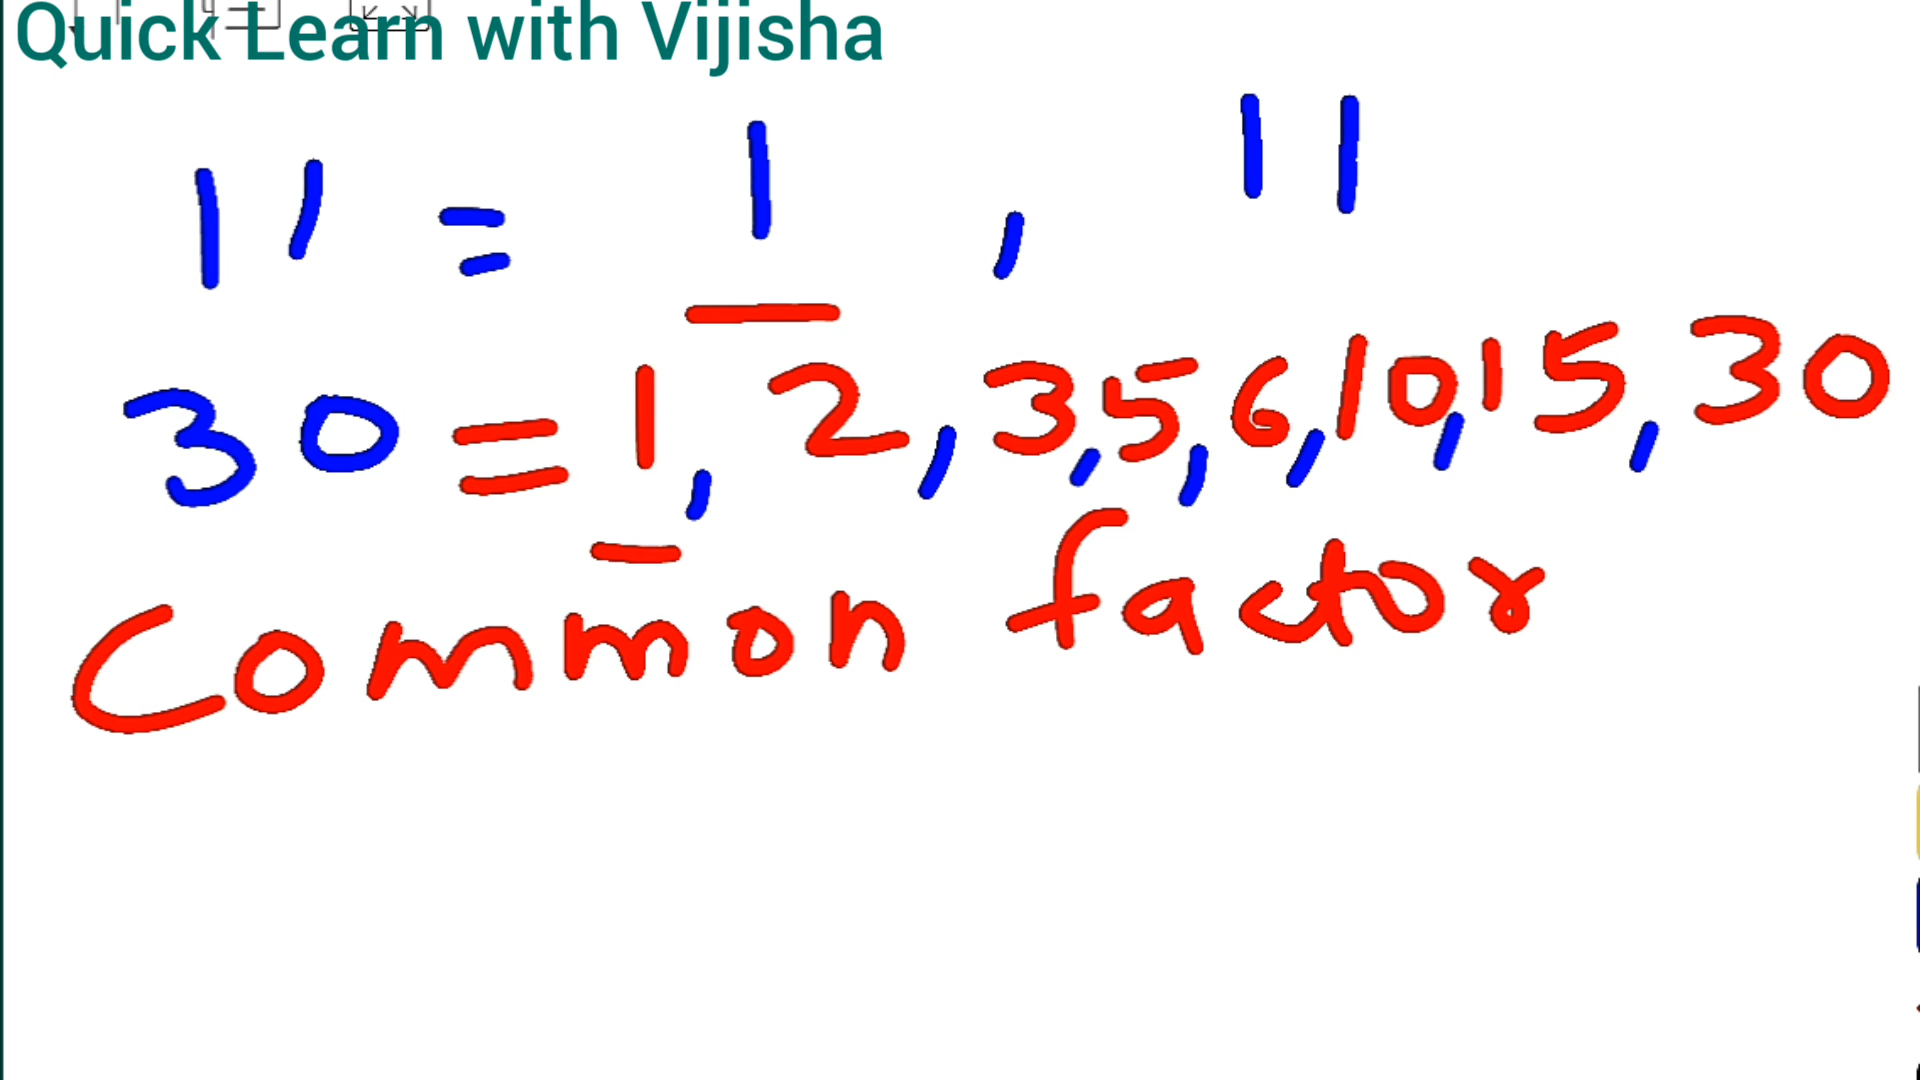 Quick Learn with Vijisha
11 = 1 , 11
30 = 1, 2, 3, 5, 6, 10, 15, 30
Common factor